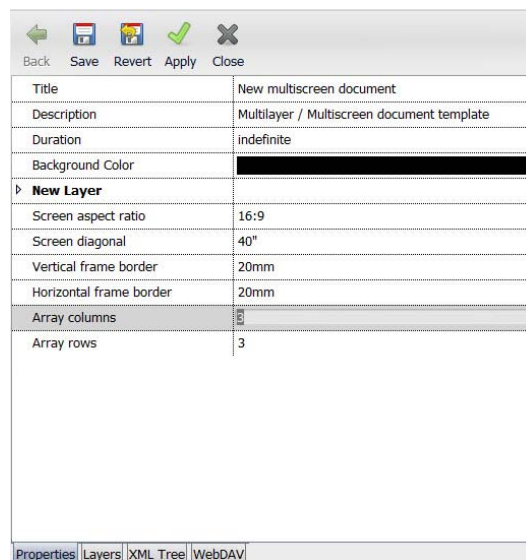 Back Save Revert Apply Close
Title New multiscreen document
Description Multilayer / Multiscreen document template
Duration indefinite
Background Color
New Layer
Screen aspect ratio 16:9
Screen diagonal 40"
Vertical frame border 20mm
Horizontal frame border 20mm
Array columns 3
Array rows 3
Properties Layers XML Tree WebDAV